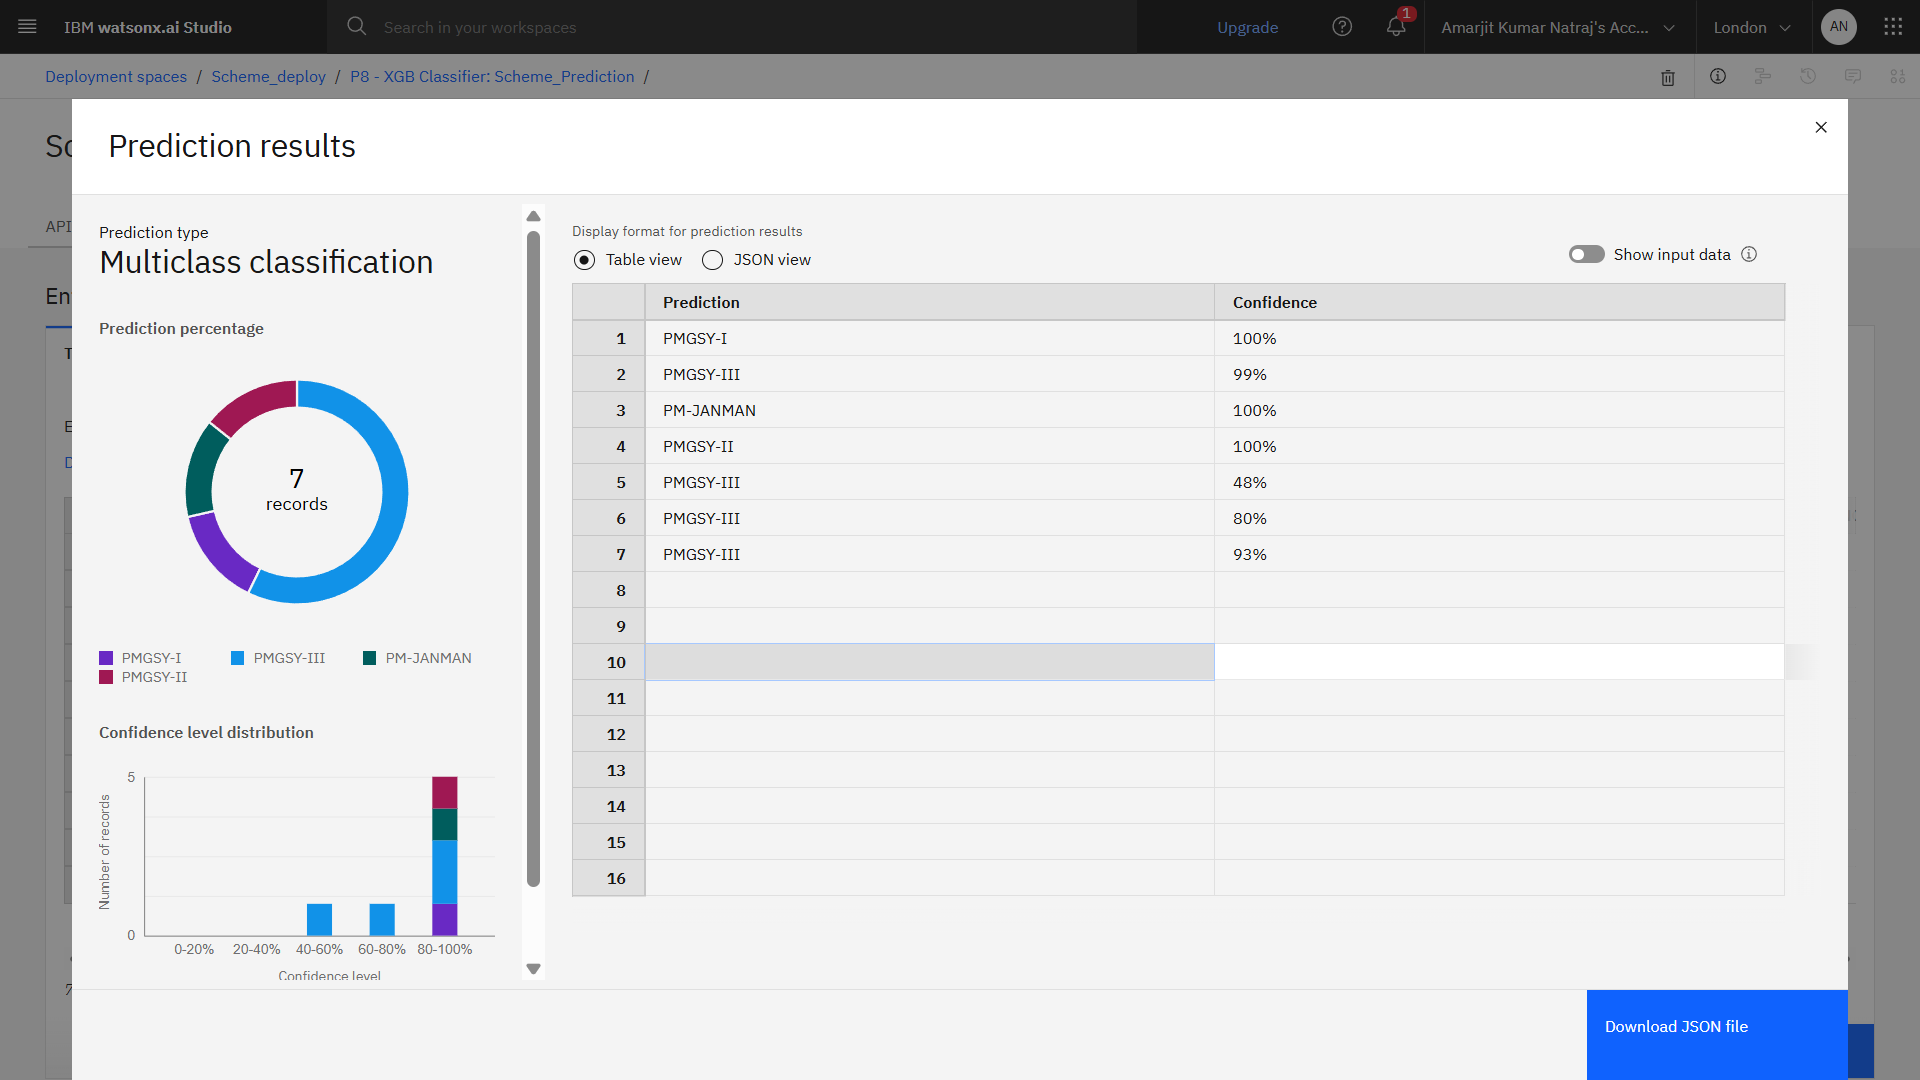 IBM watsonx.ai Studio
Search in your workspaces
Upgrade
1
Amarjit Kumar Natraj's Acc...
London
AN
Deployment spaces / Scheme_deploy / P8 - XGB Classifier: Scheme_Prediction /
Prediction results
API
Prediction type
Multiclass classification
Prediction percentage
7
records
PMGSY-I
PMGSY-III
PM-JANMAN
PMGSY-II
Confidence level distribution
Number of records
5
0
0-20% 20-40% 40-60% 60-80% 80-100%
Confidence level
Display format for prediction results
Table view
JSON view
Show input data
Prediction Confidence
1 PMGSY-I 100%
2 PMGSY-III 99%
3 PM-JANMAN 100%
4 PMGSY-II 100%
5 PMGSY-III 48%
6 PMGSY-III 80%
7 PMGSY-III 93%
8
9
10
11
12
13
14
15
16
Download JSON file